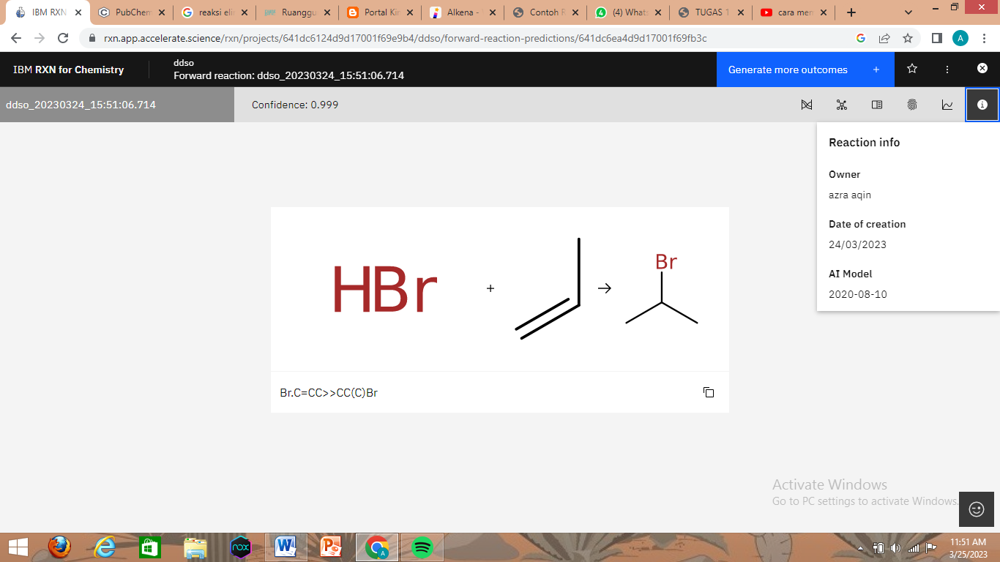 IBM RXN
PubChem
reaksi elim
Ruanggu
Portal Kim
Alkena -
Contoh R
(4) Whats
TUGAS 1
cara men
rxn.app.accelerate.science/rxn/projects/641dc6124d9d17001f69e9b4/ddso/forward-reaction-predictions/641dc6ea4d9d17001f69fb3c
A
IBM RXN for Chemistry
ddso
Forward reaction: ddso_20230324_15:51:06.714
Generate more outcomes +
ddso_20230324_15:51:06.714
Confidence: 0.999
Reaction info
Owner
azra aqin
Date of creation
24/03/2023
AI Model
2020-08-10
HBr
+
Br
Br.C=CC>>CC(C)Br
Activate Windows
Go to PC settings to activate Windows.
nox
11:51 AM
3/25/2023